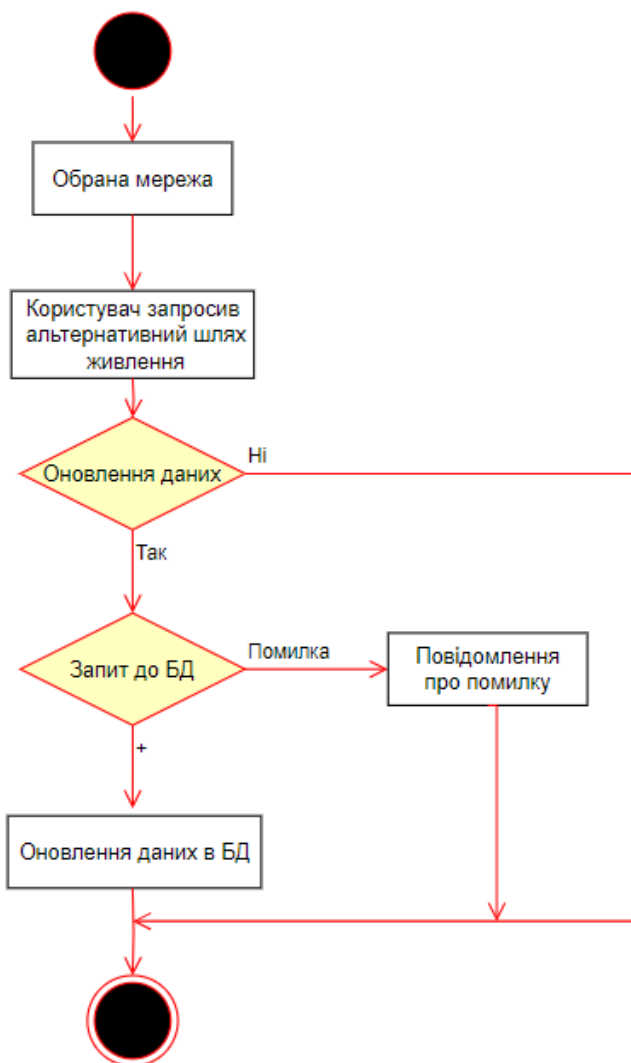 Обрана мережа
Користувач запросив
альтернативний шлях
живлення
Оновлення даних
Ні
Так
Запит до БД
Помилка
Повідомлення
про помилку
+
Оновлення даних в БД